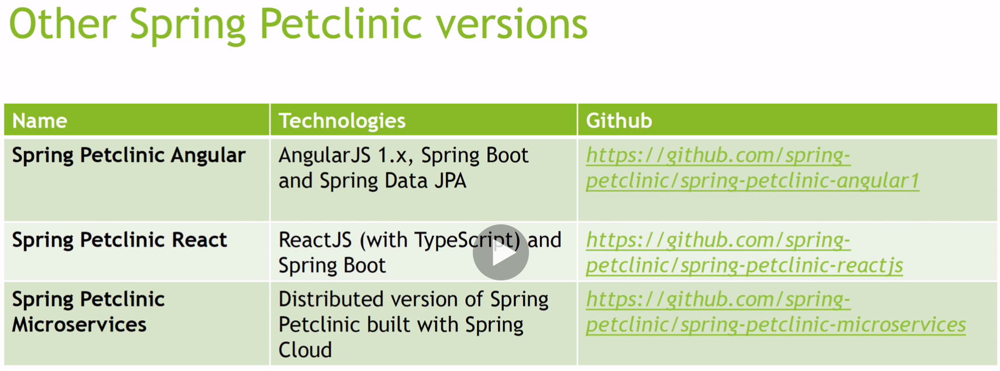 Other Spring Petclinic versions
Name
Technologies
Github
Spring Petclinic Angular
AngularJS 1.x, Spring Boot
and Spring Data JPA
https://github.com/spring-
petclinic/spring-petclinic-angular1
Spring Petclinic React
ReactJS (with TypeScript) and
Spring Boot
https://github.com/spring-
petclinic/spring-petclinic-reactjs
Spring Petclinic
Microservices
Distributed version of Spring
Petclinic built with Spring
Cloud
https://github.com/spring-
petclinic/spring-petclinic-microservices